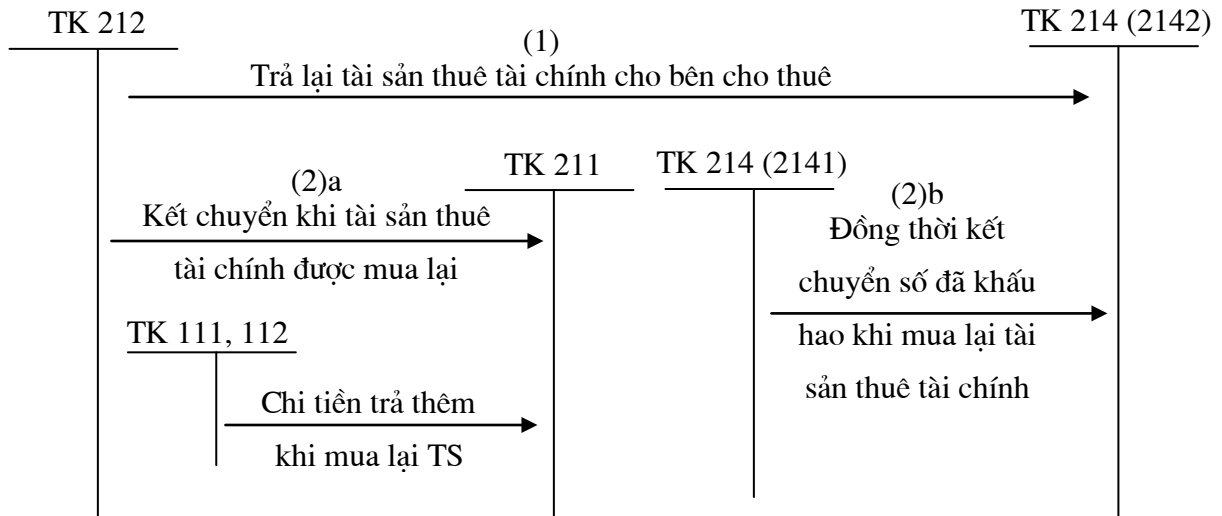 TK 212
TK 214 (2142)
(1)
Trả lại tài sản thuê tài chính cho bên cho thuê
(2)a
Kết chuyển khi tài sản thuê
tài chính được mua lại
TK 211
TK 214 (2141)
(2)b
Đồng thời kết
chuyển số đã khấu
hao khi mua lại tài
sản thuê tài chính
TK 111, 112
Chi tiền trả thêm
khi mua lại TS